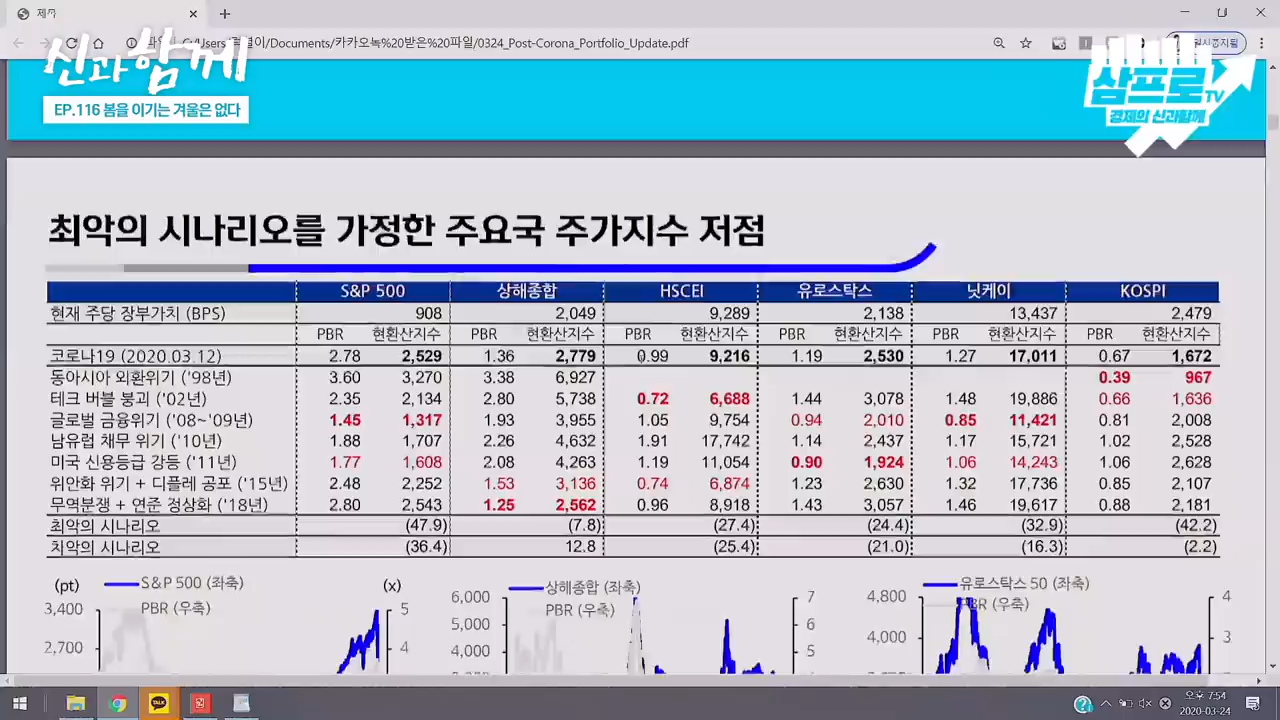 제목
/Documents/카카오톡%20받은%20파일/0324_Post-Corona_Portfolio_Update.pdf
신과함께
EP.116 봄을 이기는 겨울은 없다
삼프로TV
경제의 신과함께
최악의 시나리오를 가정한 주요국 주가지수 저점
S&P 500 상해종합 HSCEI 유로스탁스 닛케이 KOSPI
현재 주당 장부가치 (BPS) 908 2,049 9,289 2,138 13,437 2,479
PBR 현환산지수 PBR 현환산지수 PBR 현환산지수 PBR 현환산지수 PBR 현환산지수 PBR 현환산지수
코로나19 (2020.03.12) 2.78 2,529 1.36 2,779 0.99 9,216 1.19 2,530 1.27 17,011 0.67 1,672
동아시아 외환위기 ('98년) 3.60 3,270 3.38 6,927 0.39 967
테크 버블 붕괴 ('02년) 2.35 2,134 2.80 5,738 0.72 6,688 1.44 3,078 1.48 19,886 0.66 1,636
글로벌 금융위기 ('08~'09년) 1.45 1,317 1.93 3,955 1.05 9,754 0.94 2,010 0.85 11,421 0.81 2,008
남유럽 채무 위기 ('10년) 1.88 1,707 2.26 4,632 1.91 17,742 1.14 2,437 1.17 15,721 1.02 2,528
미국 신용등급 강등 ('11년) 1.77 1,608 2.08 4,263 1.19 11,054 0.90 1,924 1.06 14,243 1.06 2,628
위안화 위기 + 디플레 공포 ('15년) 2.48 2,252 1.53 3,136 0.74 6,874 1.23 2,630 1.32 17,736 0.85 2,107
무역분쟁 + 연준 정상화 ('18년) 2.80 2,543 1.25 2,562 0.96 8,918 1.43 3,057 1.46 19,617 0.88 2,181
최악의 시나리오 (47.9) (7.8) (27.4) (24.4) (32.9) (42.2)
차악의 시나리오 (36.4) 12.8 (25.4) (21.0) (16.3) (2.2)
(pt) S&P 500 (좌축) (x)
PBR (우축)
3,400 5
2,700 4
상해종합 (좌축)
PBR (우축)
6,000 7
5,000 6
4,000 5
유로스탁스 50 (좌축)
PBR (우축)
4,800 4
4,000 3
TALK
오후 7:54
2020-03-24